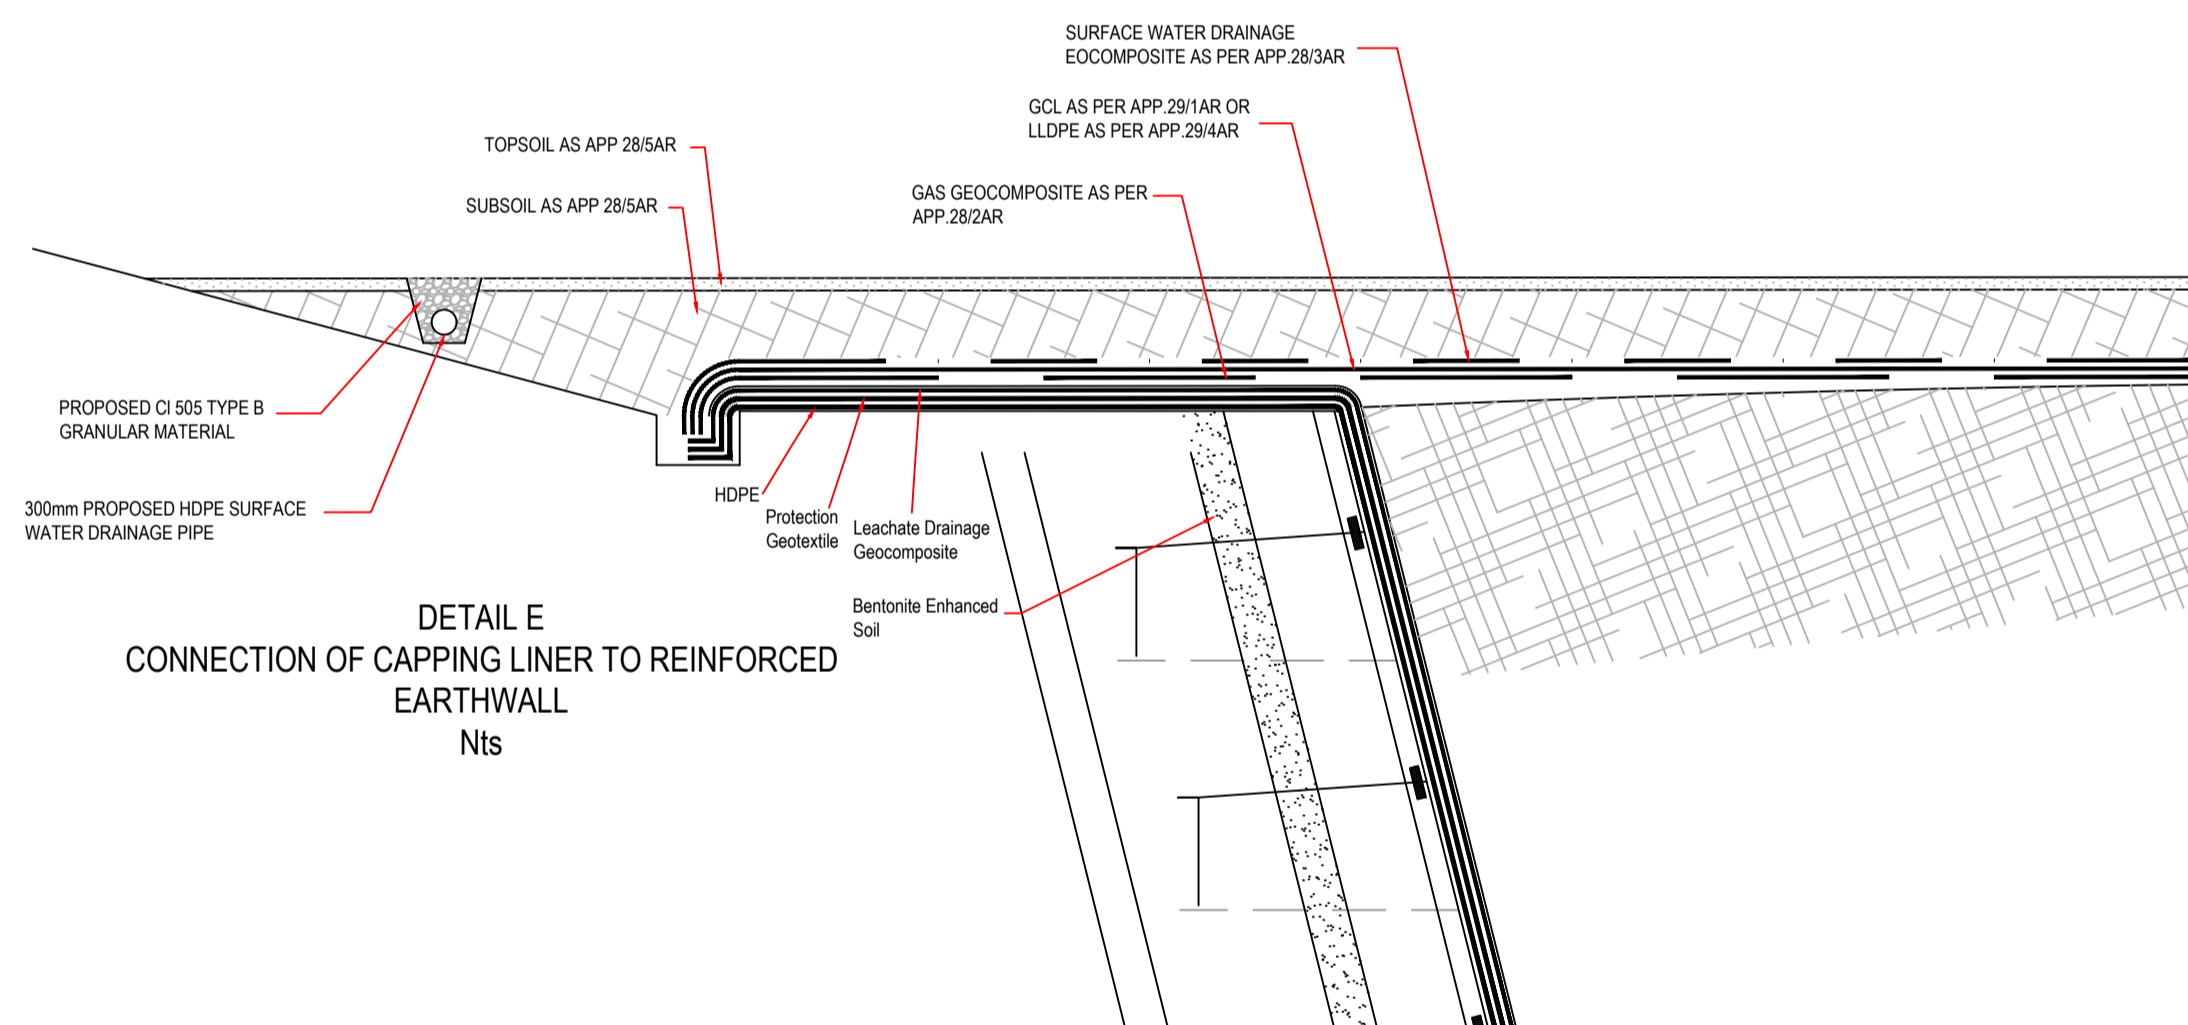 SURFACE WATER DRAINAGE
EOCOMPOSITE AS PER APP.28/3AR
GCL AS PER APP.29/1AR OR
LLDPE AS PER APP.29/4AR
TOPSOIL AS APP 28/5AR
GAS GEOCOMPOSITE AS PER
APP.28/2AR
SUBSOIL AS APP 28/5AR
PROPOSED Cl 505 TYPE B
GRANULAR MATERIAL
300mm PROPOSED HDPE SURFACE
WATER DRAINAGE PIPE
HDPE
Protection
Geotextile
Leachate Drainage
Geocomposite
Bentonite Enhanced
Soil
DETAIL E
CONNECTION OF CAPPING LINER TO REINFORCED
EARTHWALL
Nts